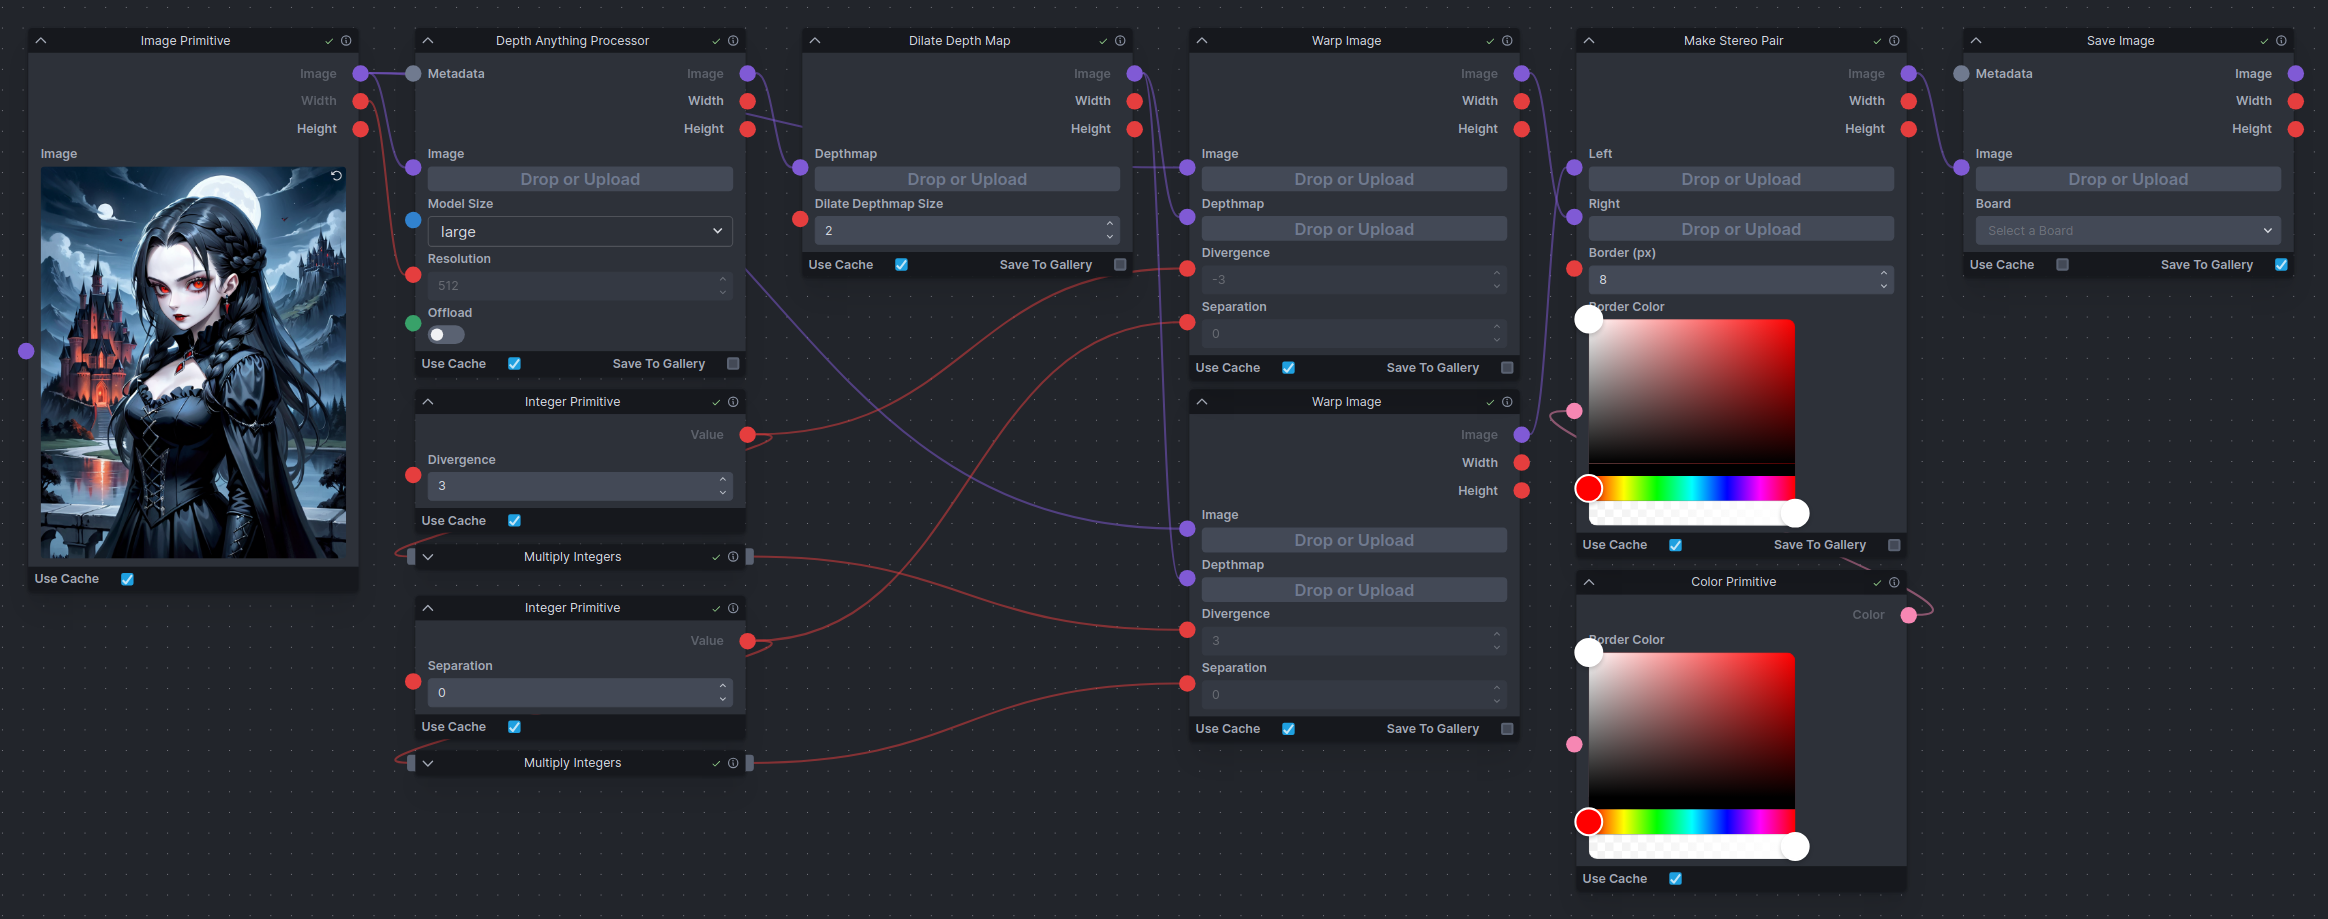 Image Primitive
Image
Width
Height
Image
Use Cache
Depth Anything Processor
Metadata
Image
Width
Height
Image
Drop or Upload
Model Size
large
Resolution
512
Offload
Use Cache
Save To Gallery
Integer Primitive
Value
Divergence
3
Use Cache
Multiply Integers
Integer Primitive
Value
Separation
0
Use Cache
Multiply Integers
Dilate Depth Map
Image
Width
Height
Depthmap
Drop or Upload
Dilate Depthmap Size
2
Use Cache
Save To Gallery
Warp Image
Image
Width
Height
Image
Drop or Upload
Depthmap
Drop or Upload
Divergence
-3
Separation
0
Use Cache
Save To Gallery
Warp Image
Image
Width
Height
Image
Drop or Upload
Depthmap
Drop or Upload
Divergence
3
Separation
0
Use Cache
Save To Gallery
Make Stereo Pair
Image
Width
Height
Left
Drop or Upload
Right
Drop or Upload
Border (px)
8
Border Color
Use Cache
Save To Gallery
Color Primitive
Color
Border Color
Use Cache
Save Image
Metadata
Image
Width
Height
Image
Drop or Upload
Board
Select a Board
Use Cache
Save To Gallery